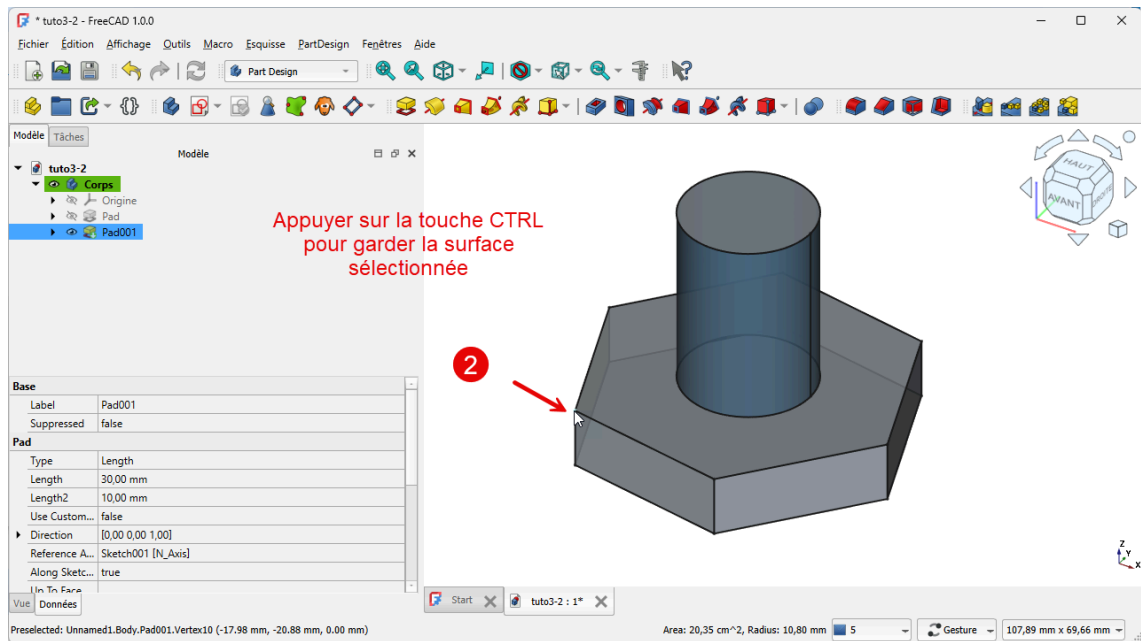 * tuto3-2 - FreeCAD 1.0.0
Fichier Édition Affichage Outils Macro Esquisse PartDesign Fenêtres Aide
Part Design
Modèle Tâches
Modèle
tuto3-2
Corps
Origine
Pad
Pad001
Appuyer sur la touche CTRL
pour garder la surface
sélectionnée
HAUT
AVANT
DROITE
2
Base
Label Pad001
Suppressed false
Pad
Type Length
Length 30,00 mm
Length2 10,00 mm
Use Custom... false
Direction [0,00 0,00 1,00]
Reference A... Sketch001 [N_Axis]
Along Sketc... true
Up To Face
Z
Y
X
Vue Données
Start tuto3-2 : 1*
Preselected: Unnamed1.Body.Pad001.Vertex10 (-17.98 mm, -20.88 mm, 0.00 mm) Area: 20,35 cm^2, Radius: 10,80 mm 5 Gesture 107,89 mm x 69,66 mm